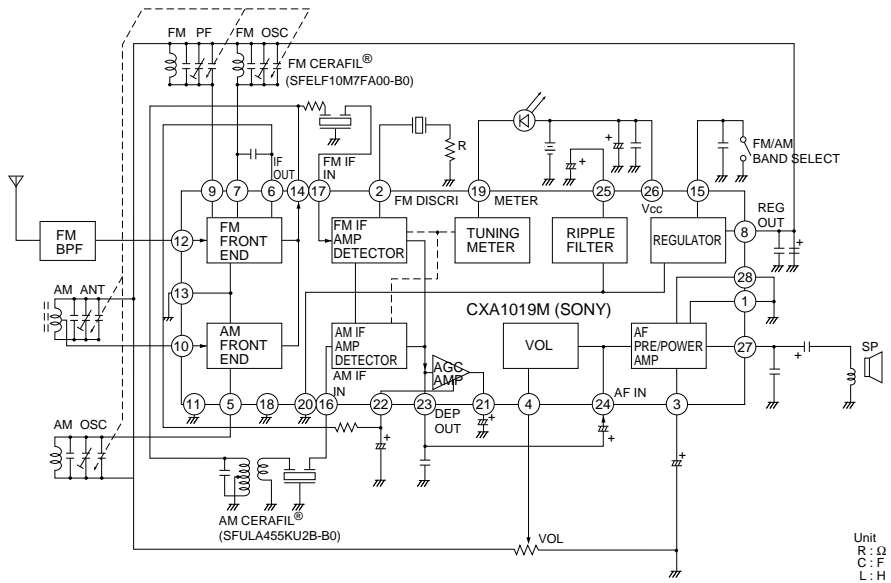 FM PF FM OSC
FM CERAFIL®
(SFELF10M7FA00-B0)
R
IF
OUT
FM IF
IN
FM/AM
BAND SELECT
9 7 6 14 17 2 19 25 26 15
FM DISCRI METER
Vcc
REG
OUT
FM
BPF
12
FM
FRONT
END
FM IF
AMP
DETECTOR
TUNING
METER
RIPPLE
FILTER
REGULATOR
8
13
28
AM ANT
CXA1019M (SONY)
1
10
AM
FRONT
END
AM IF
AMP
DETECTOR
VOL
AF
PRE/POWER
AMP
27
SP
AGC
AMP
AM IF
IN
AF IN
11 5 18 20 16 22 23 21 4 24 3
DEP
OUT
AM OSC
AM CERAFIL®
(SFULA455KU2B-B0)
VOL
Unit
R : Ω
C : F
L : H